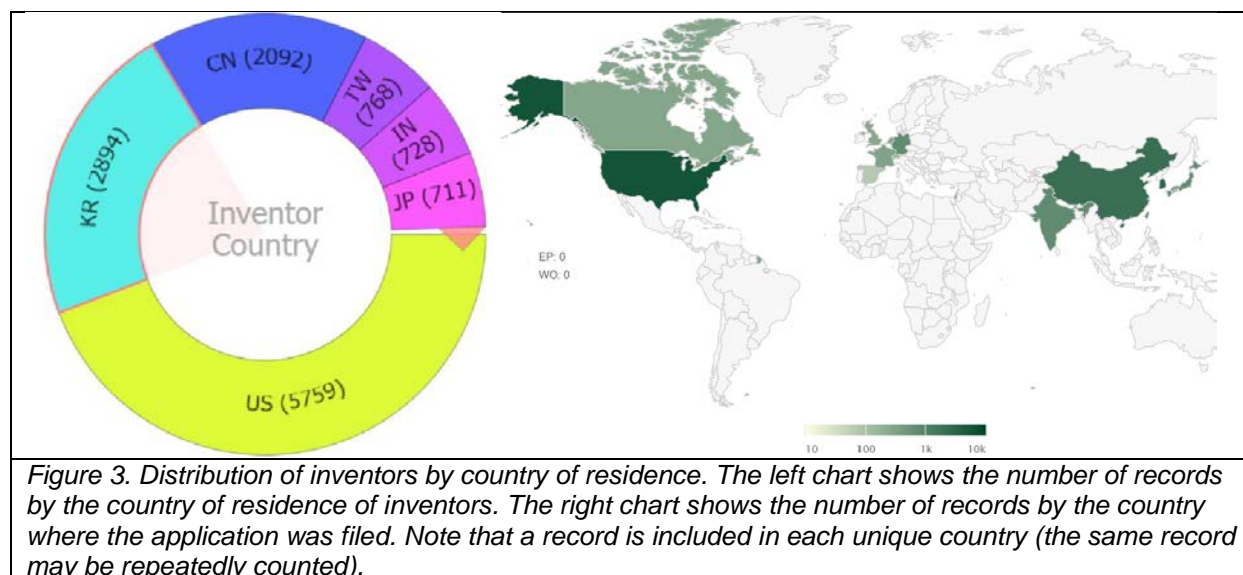 CN (2092)
TW
(768)
IN
(728)
JP (711)
KR (2894)
Inventor
Country
US (5759)
EP: 0
WO: 0
10 100 1k 10k
Figure 3. Distribution of inventors by country of residence. The left chart shows the number of records
by the country of residence of inventors. The right chart shows the number of records by the country
where the application was filed. Note that a record is included in each unique country (the same record
may be repeatedly counted).